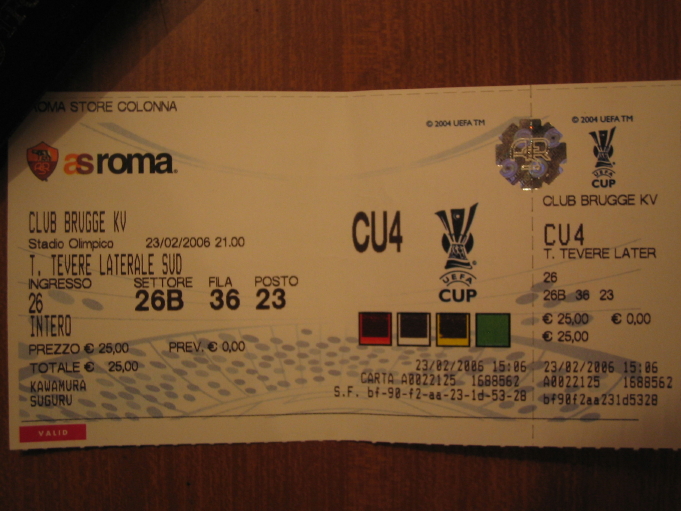 ROMA STORE COLONNA
asroma
CLUB BRUGGE KV
Stadio Olimpico 23/02/2006 21.00
T. TEVERE LATERALE SUD
INGRESSO SETTORE FILA POSTO
26 26B 36 23
INTERO
PREZZO € 25,00 PREV. € 0,00
TOTALE € 25,00
KAWAMURA
SUGURU
VALID
© 2004 UEFA TM
CU4
UEFA
CUP
23/02/2006 15:06
CARTA A0022125 1688562
S.F. bf-90-f2-aa-23-1d-53-28
© 2004 UEFA TM
UEFA
CUP
CLUB BRUGGE KV
CU4
T. TEVERE LATER
26
26B 36 23
€ 25,00 € 0,00
€ 25,00
23/02/2006 15:06
A0022125 1688562
bf90f2aa231d5328